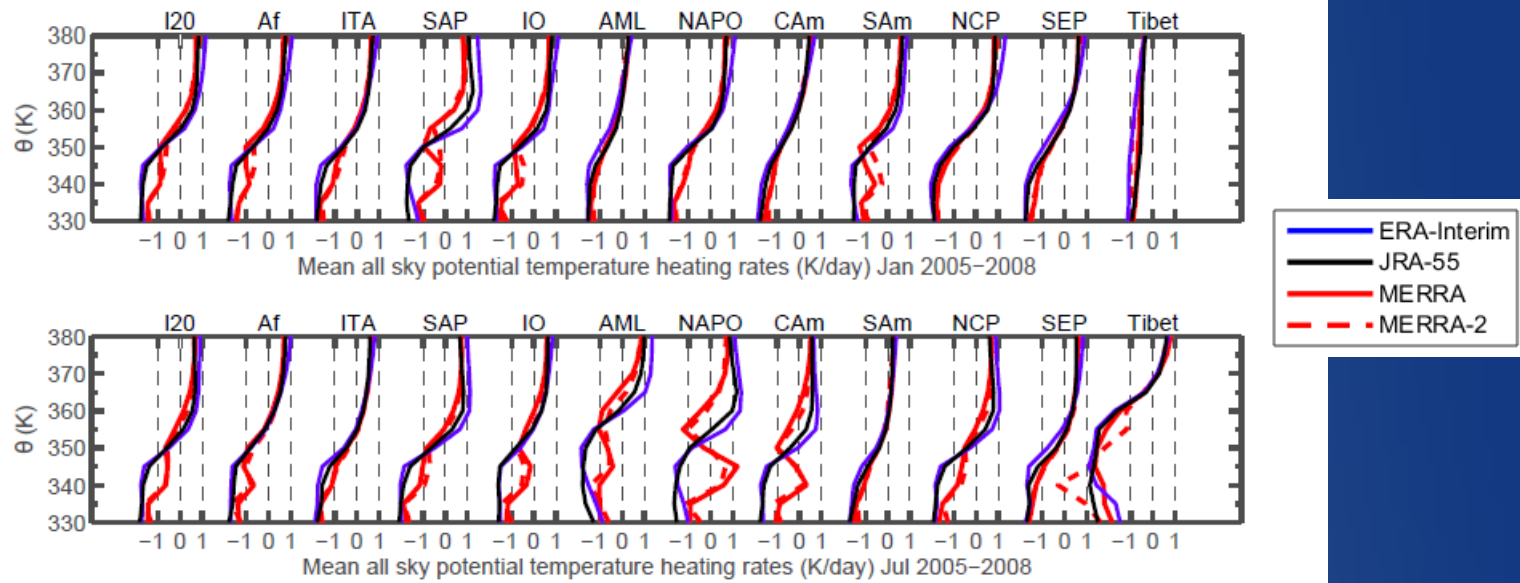 I20 Af ITA SAP IO AML NAPO CAm SAm NCP SEP Tibet
380
370
360
350
340
330
θ (K)
−1 0 1 −1 0 1 −1 0 1 −1 0 1 −1 0 1 −1 0 1 −1 0 1 −1 0 1 −1 0 1 −1 0 1 −1 0 1 −1 0 1
Mean all sky potential temperature heating rates (K/day) Jan 2005−2008
ERA-Interim
JRA-55
MERRA
MERRA-2
I20 Af ITA SAP IO AML NAPO CAm SAm NCP SEP Tibet
380
370
360
350
340
330
θ (K)
−1 0 1 −1 0 1 −1 0 1 −1 0 1 −1 0 1 −1 0 1 −1 0 1 −1 0 1 −1 0 1 −1 0 1 −1 0 1 −1 0 1
Mean all sky potential temperature heating rates (K/day) Jul 2005−2008